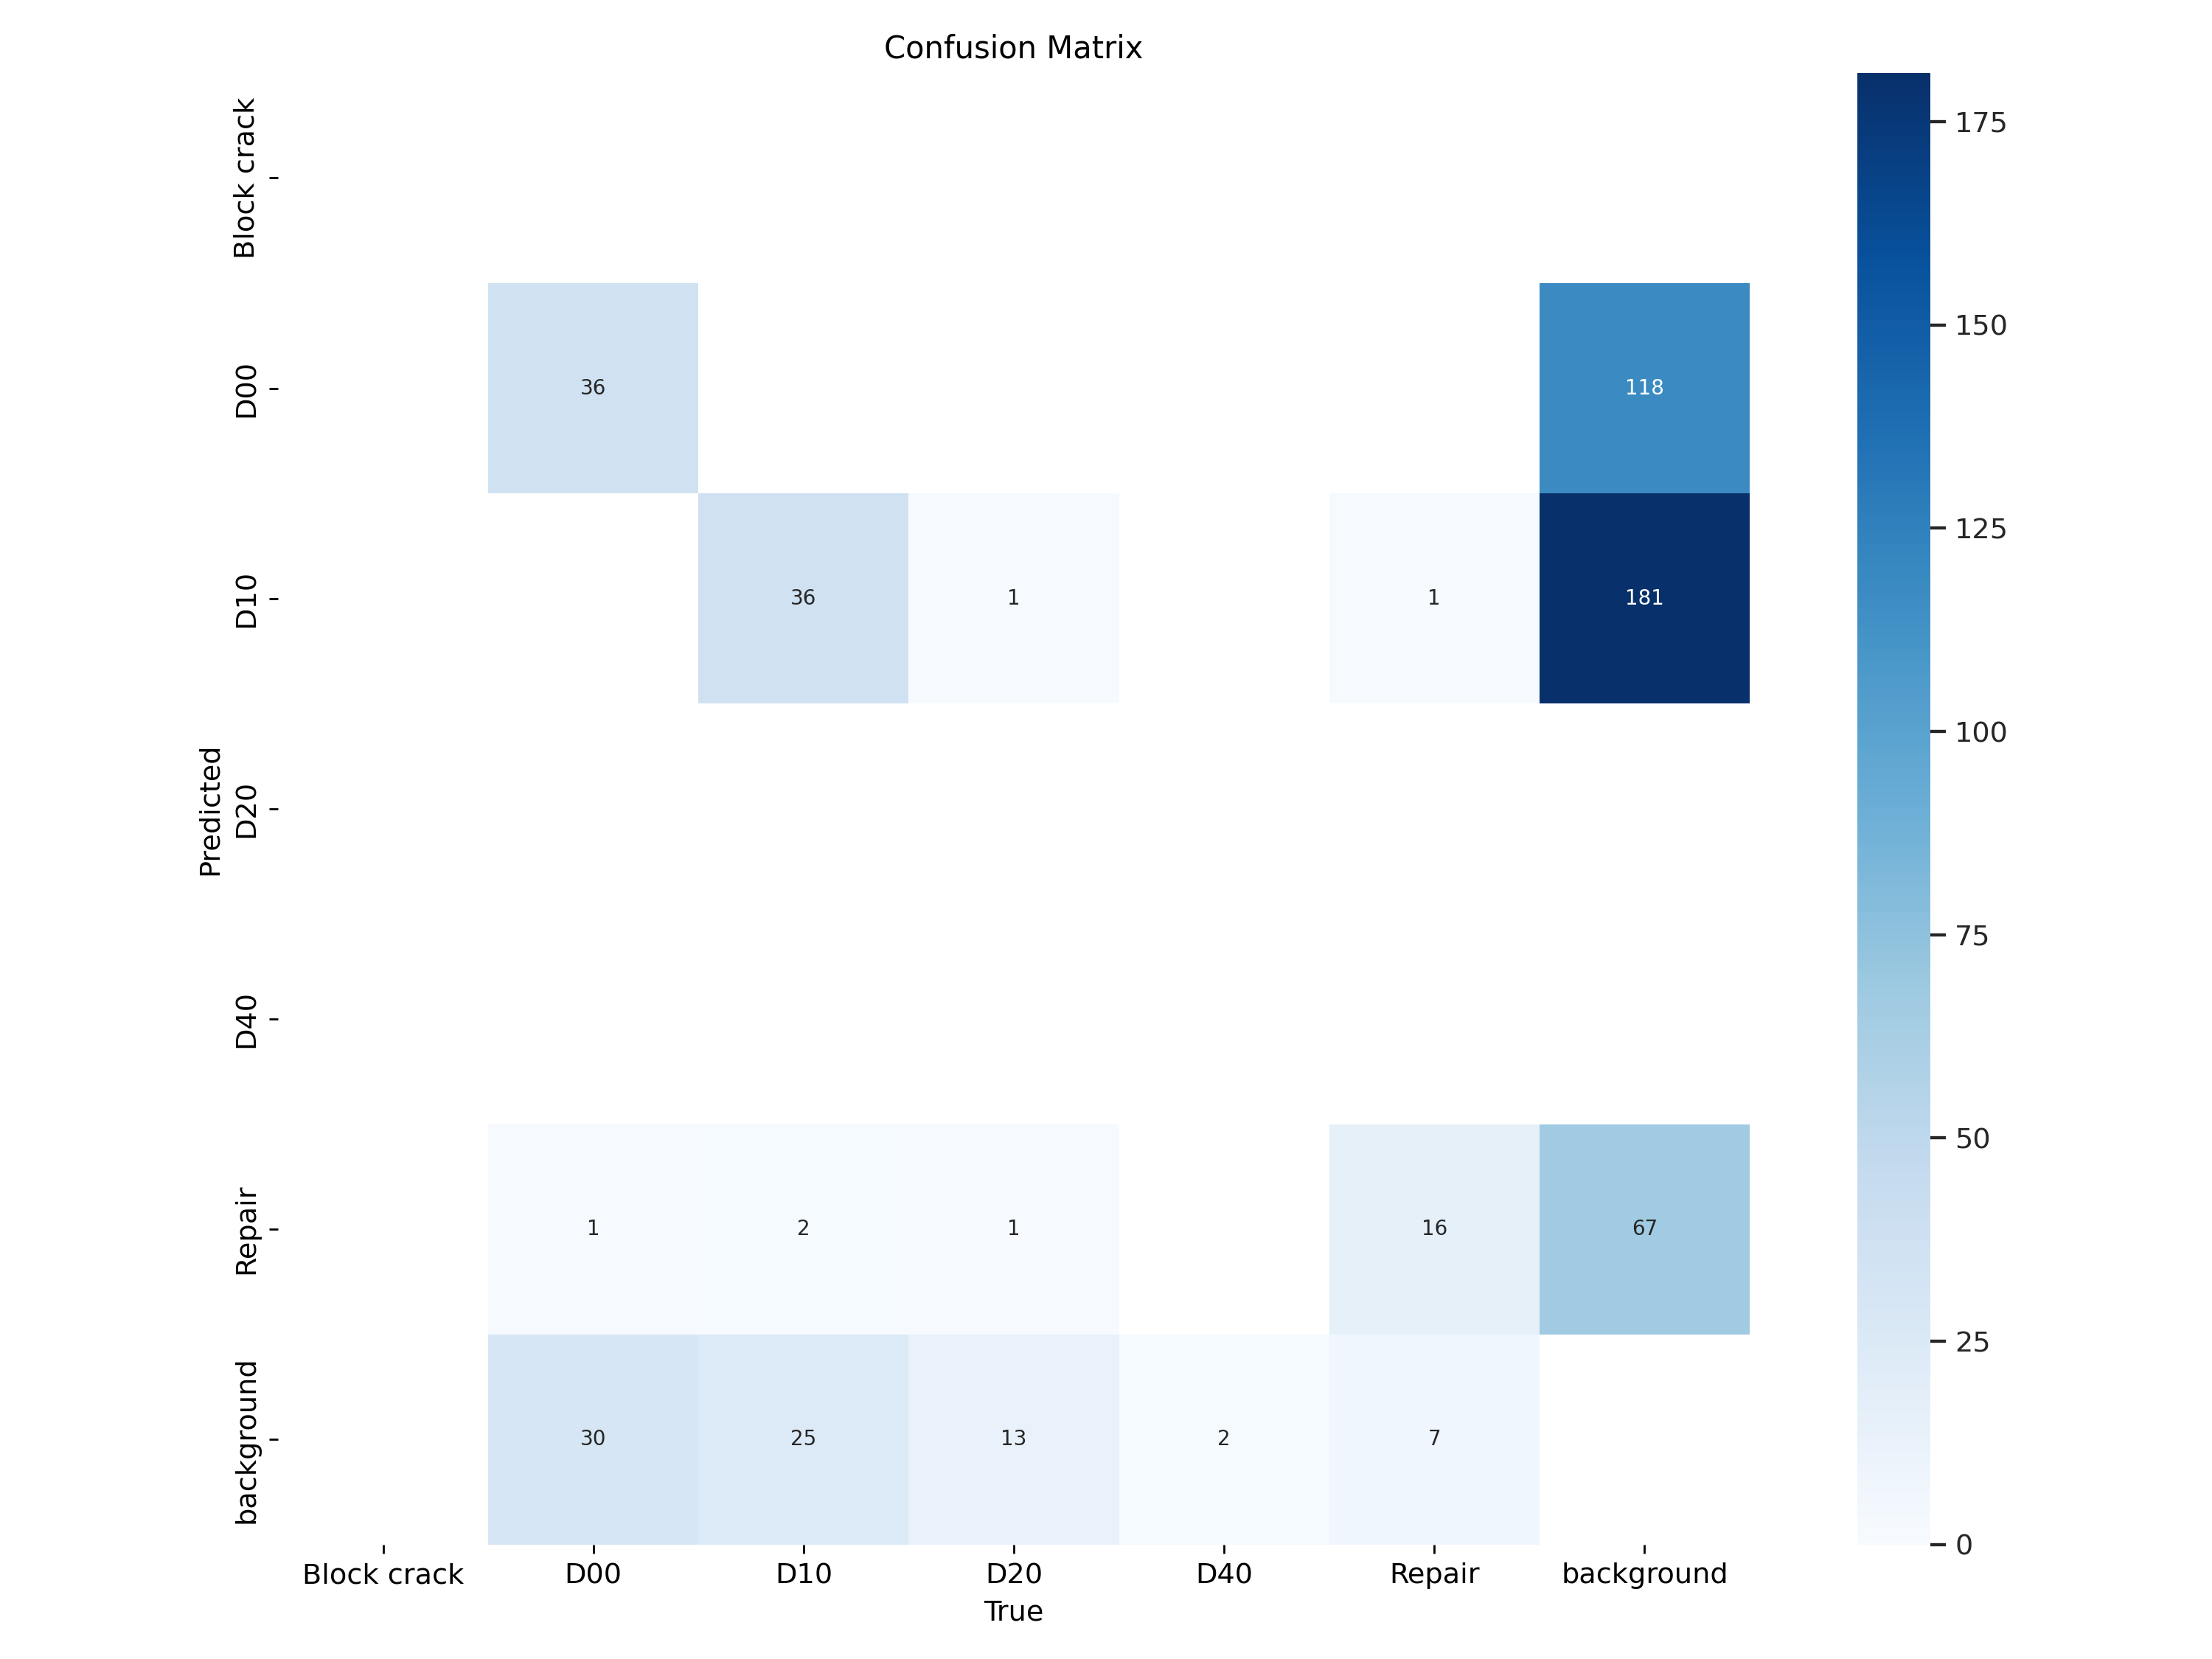 Confusion Matrix
Block crack
D00
D10
D20
D40
Repair
background
Predicted
36
118
36
1
1
181
1
2
1
16
67
30
25
13
2
7
Block crack
D00
D10
D20
D40
Repair
background
True
175
150
125
100
75
50
25
0